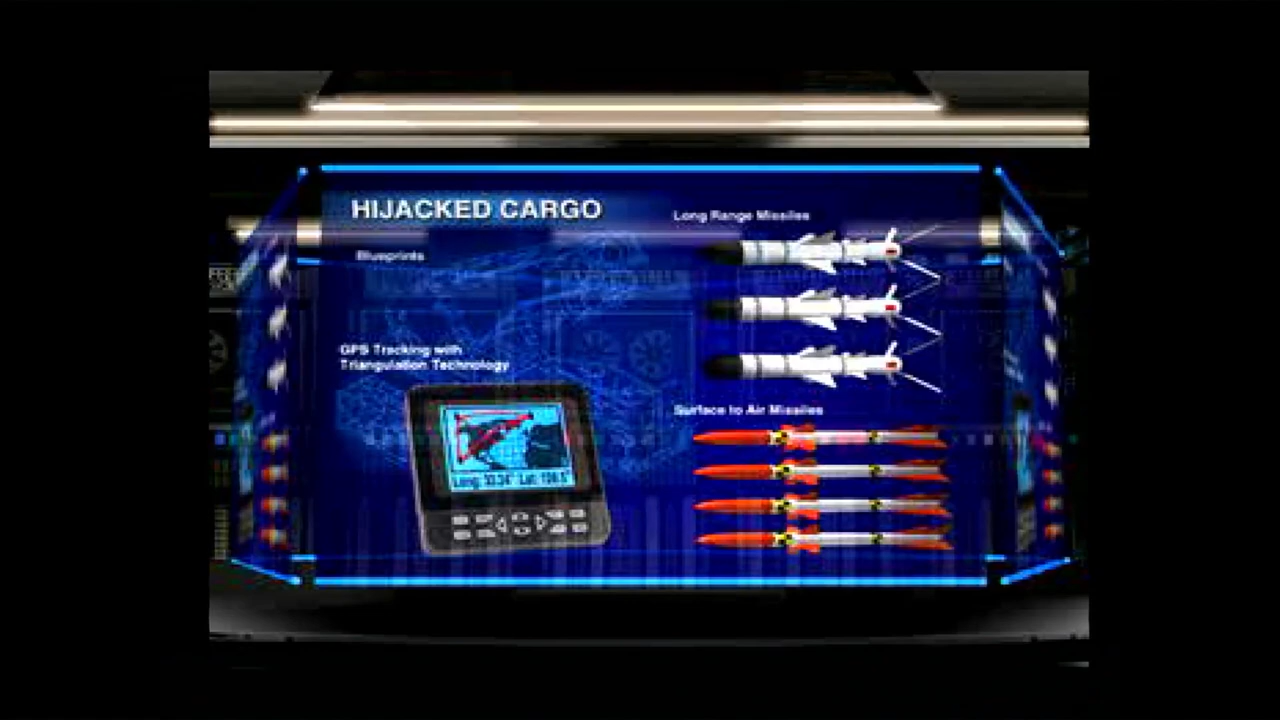 HIJACKED CARGO
Long Range Missiles
Blueprints
GPS Tracking with
Triangulation Technology
Surface to Air Missiles